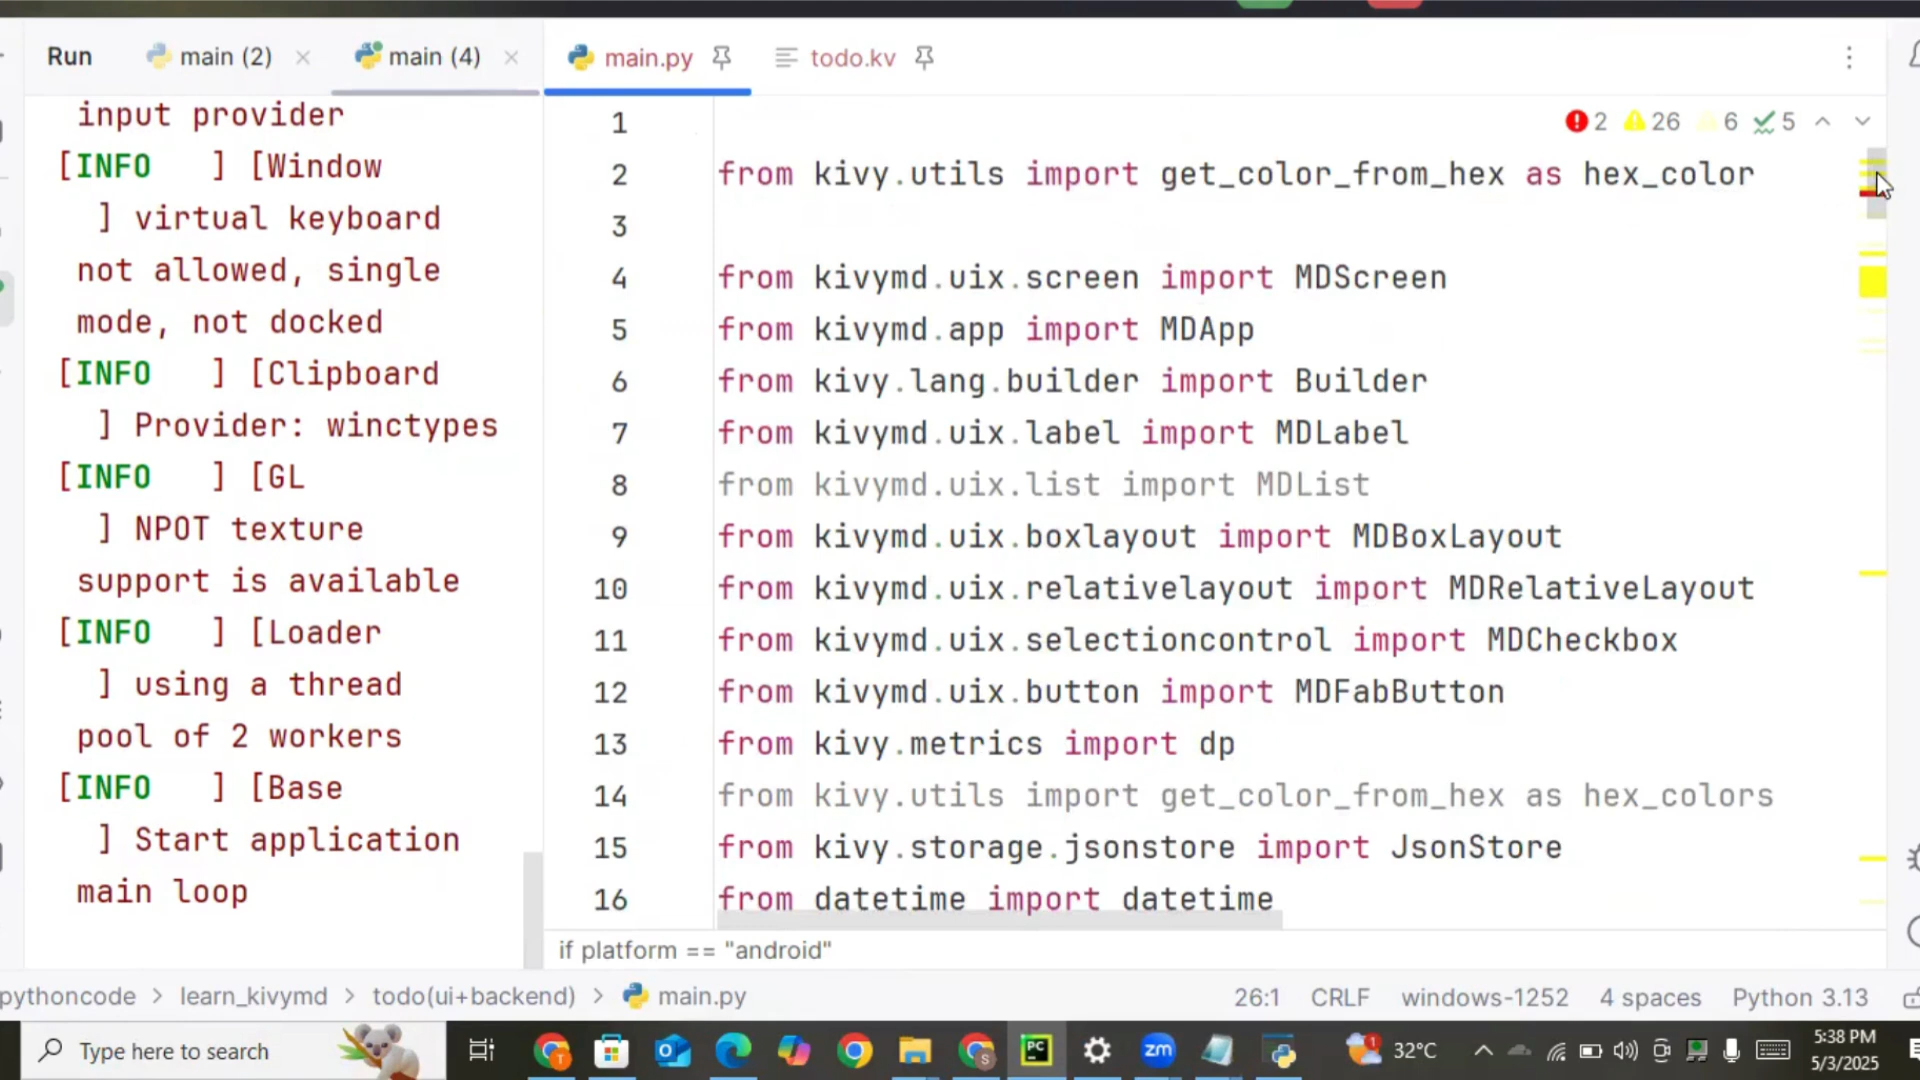 Run
main (2)
main (4)
main.py
todo.kv
input provider
[INFO   ] [Window
] virtual keyboard
not allowed, single
mode, not docked
[INFO   ] [Clipboard
] Provider: winctypes
[INFO   ] [GL
] NPOT texture
support is available
[INFO   ] [Loader
] using a thread
pool of 2 workers
[INFO   ] [Base
] Start application
main loop
2 26 6 5
1
2 from kivy.utils import get_color_from_hex as hex_color
3
4 from kivymd.uix.screen import MDScreen
5 from kivymd.app import MDApp
6 from kivy.lang.builder import Builder
7 from kivymd.uix.label import MDLabel
8 from kivymd.uix.list import MDList
9 from kivymd.uix.boxlayout import MDBoxLayout
10 from kivymd.uix.relativelayout import MDRelativeLayout
11 from kivymd.uix.selectioncontrol import MDCheckbox
12 from kivymd.uix.button import MDFabButton
13 from kivy.metrics import dp
14 from kivy.utils import get_color_from_hex as hex_colors
15 from kivy.storage.jsonstore import JsonStore
16 from datetime import datetime
if platform == "android"
pythoncode > learn_kivymd > todo(ui+backend) > main.py
26:1 CRLF windows-1252 4 spaces Python 3.13
Type here to search
T
S
PC
zm
1
32°C
5:38 PM
5/3/2025